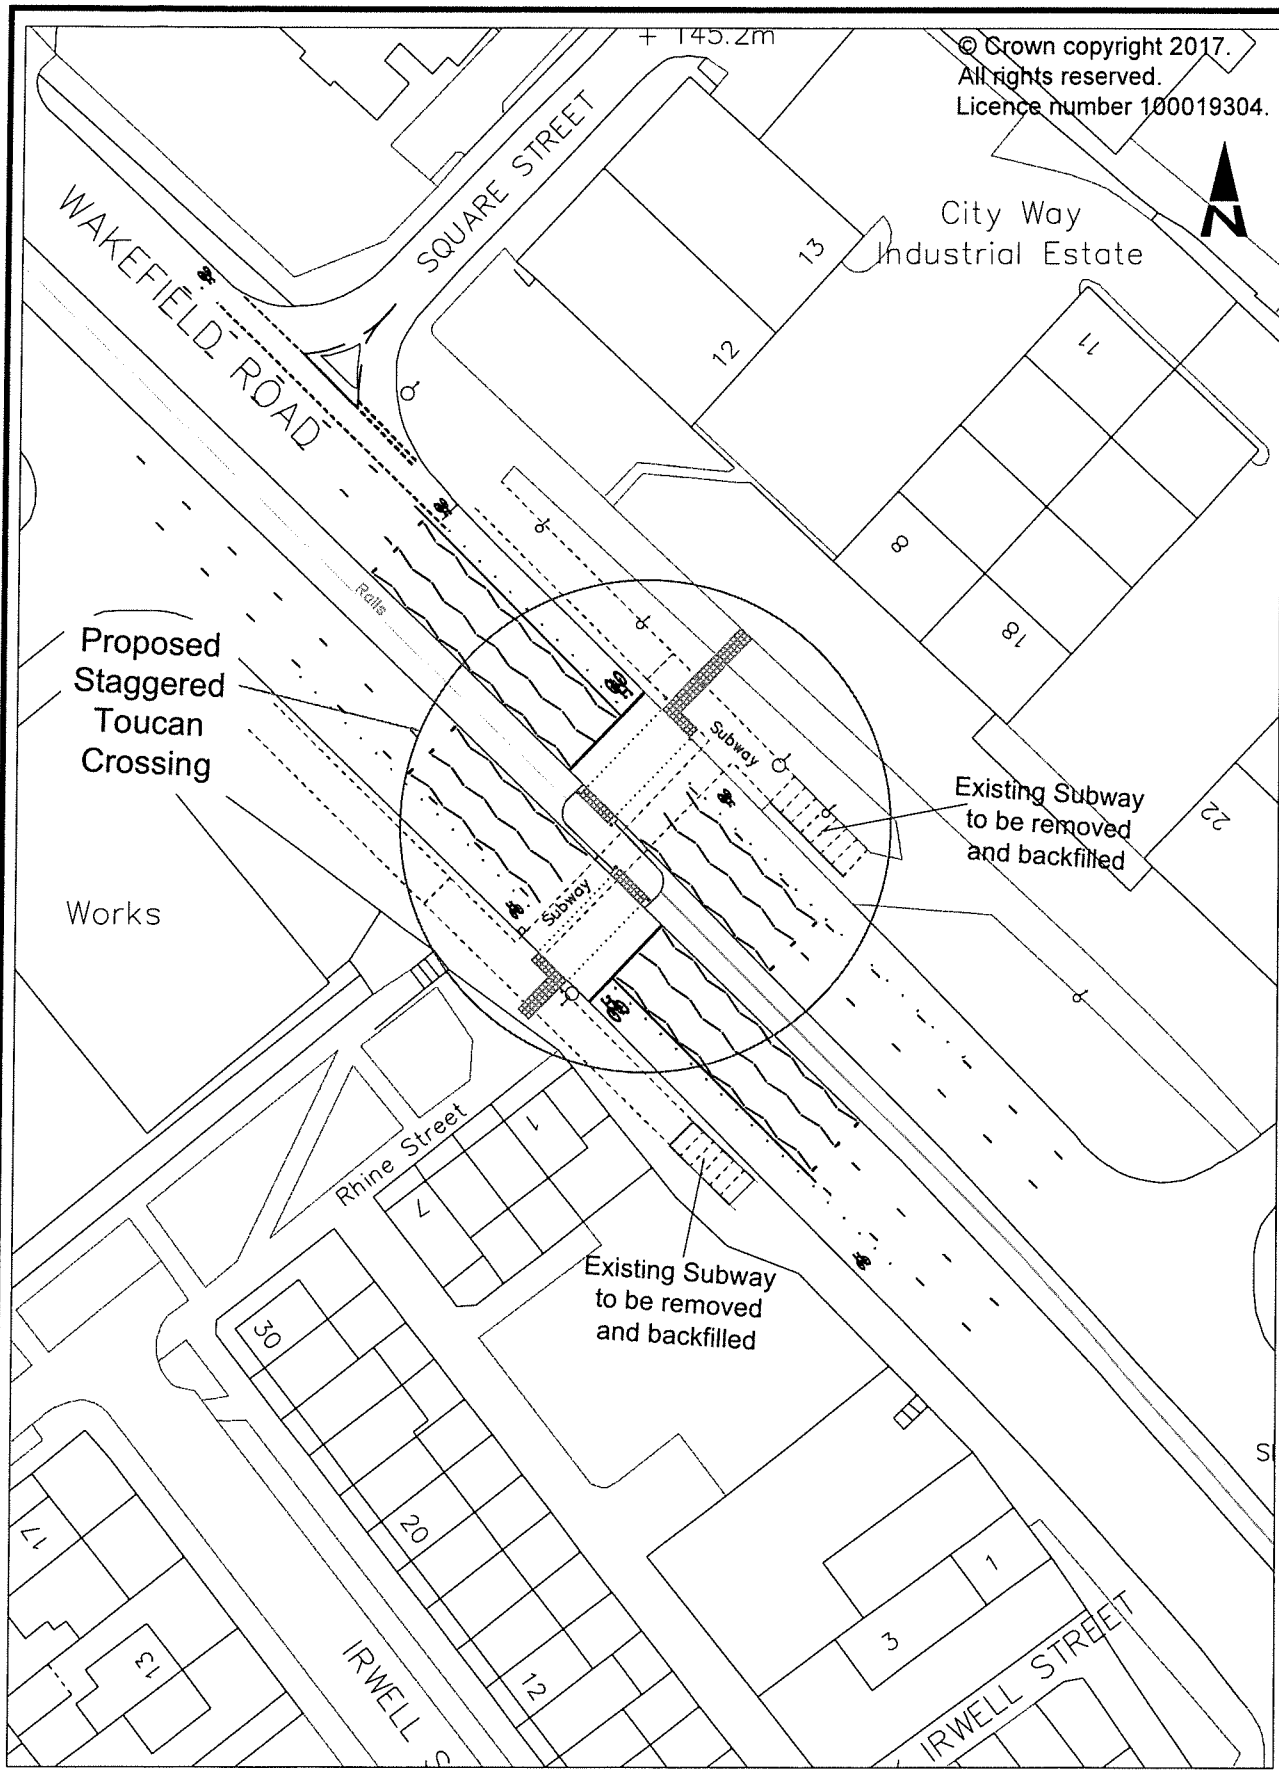 + 145.2m
© Crown copyright 2017.
All rights reserved.
Licence number 100019304.
N
SQUARE STREET
WAKEFIELD ROAD
City Way
Industrial Estate
13
12
11
8
18
22
Rails
Proposed
Staggered
Toucan
Crossing
Subway
Existing Subway
to be removed
and backfilled
Subway
Works
Rhine Street
1
7
Existing Subway
to be removed
and backfilled
30
20
12
17
13
IRWELL S
1
3
IRWELL STREET